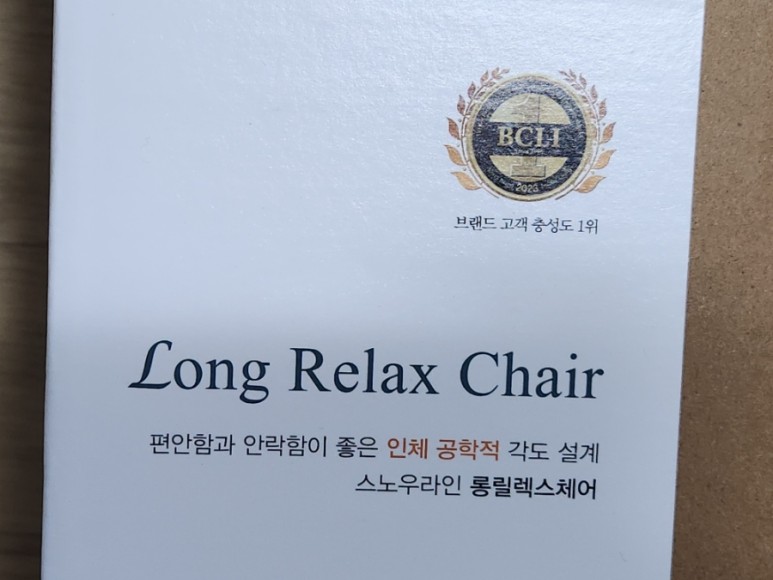 1
BCLI
2023
브랜드 고객 충성도 1위
Long Relax Chair
편안함과 안락함이 좋은 인체 공학적 각도 설계
스노우라인 롱릴렉스체어